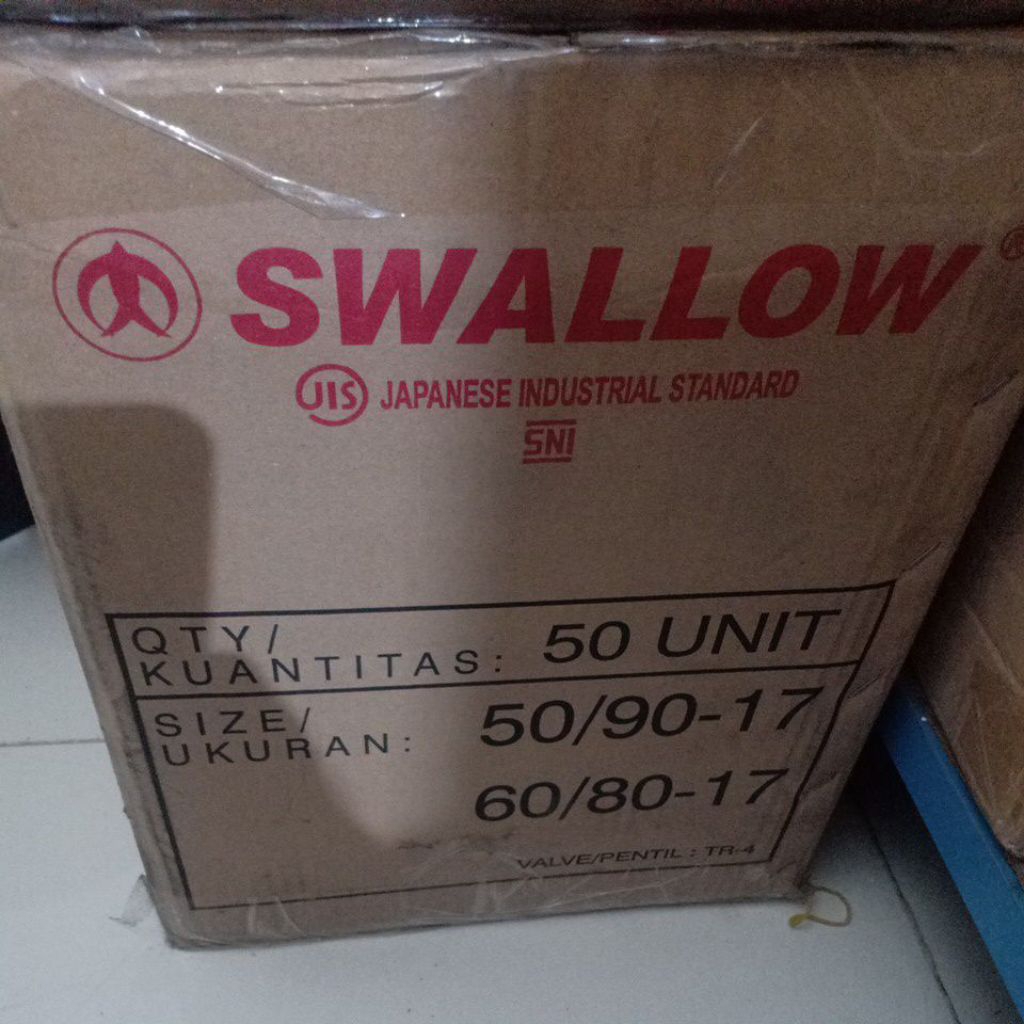 SWALLOW ®
JIS JAPANESE INDUSTRIAL STANDARD
SNI
QTY/
KUANTITAS: 50 UNIT
SIZE/
UKURAN: 50/90-17
60/80-17
VALVE/PENTIL : TR-4